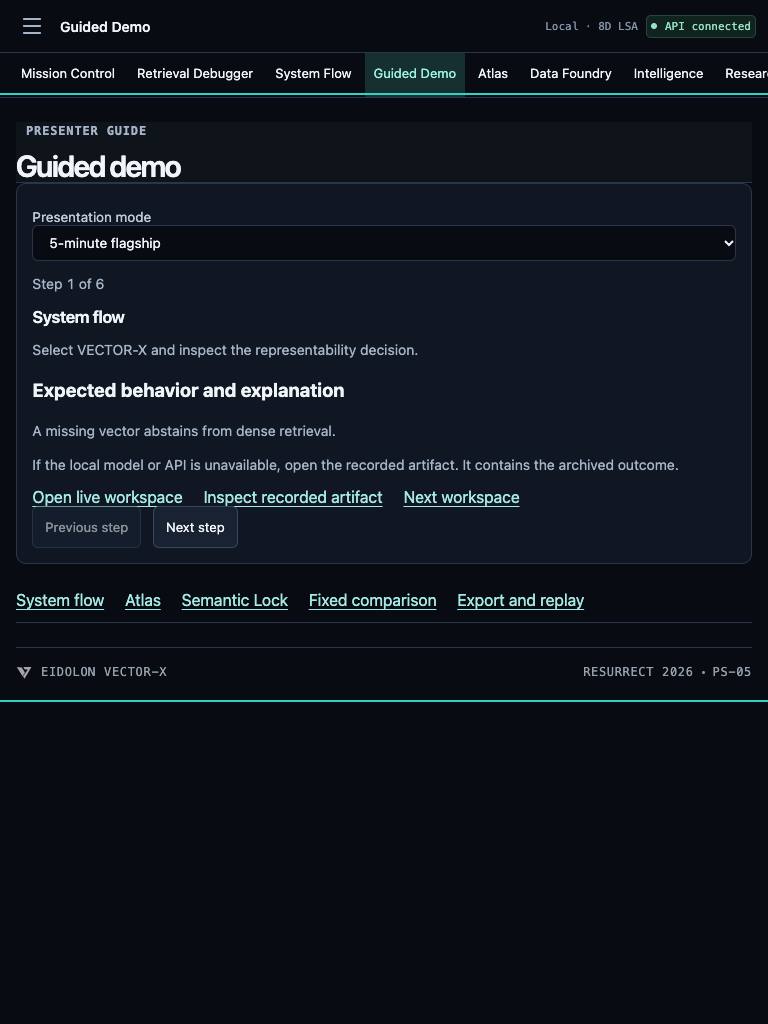 Guided Demo
Local · 8D LSA
API connected
Mission Control
Retrieval Debugger
System Flow
Guided Demo
Atlas
Data Foundry
Intelligence
Resear
PRESENTER GUIDE
Guided demo
Presentation mode
5-minute flagship
Step 1 of 6
System flow
Select VECTOR-X and inspect the representability decision.
Expected behavior and explanation
A missing vector abstains from dense retrieval.
If the local model or API is unavailable, open the recorded artifact. It contains the archived outcome.
Open live workspace
Inspect recorded artifact
Next workspace
Previous step
Next step
System flow
Atlas
Semantic Lock
Fixed comparison
Export and replay
EIDOLON VECTOR-X
RESURRECT 2026 · PS-05